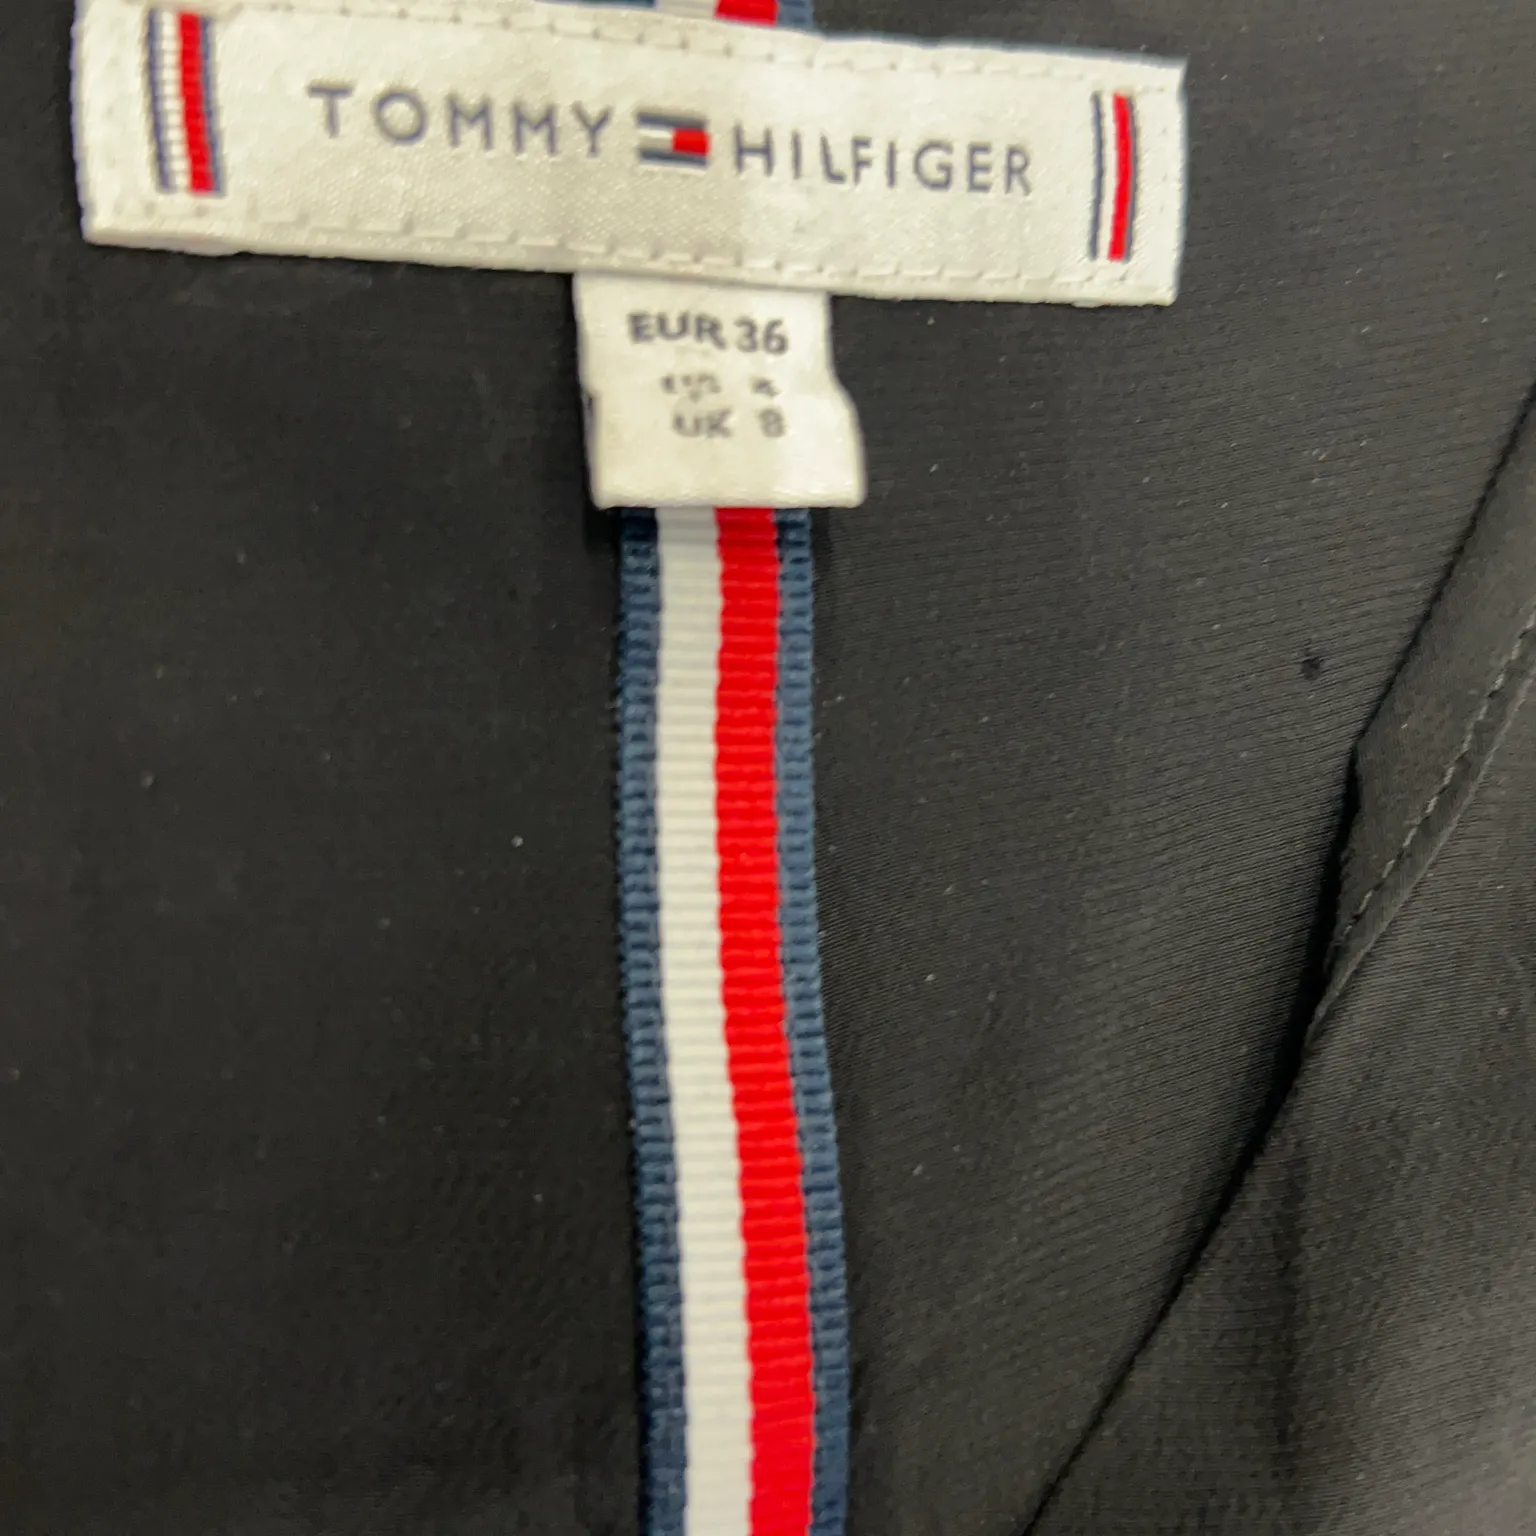 TOMMY HILFIGER
EUR 36
UK 8